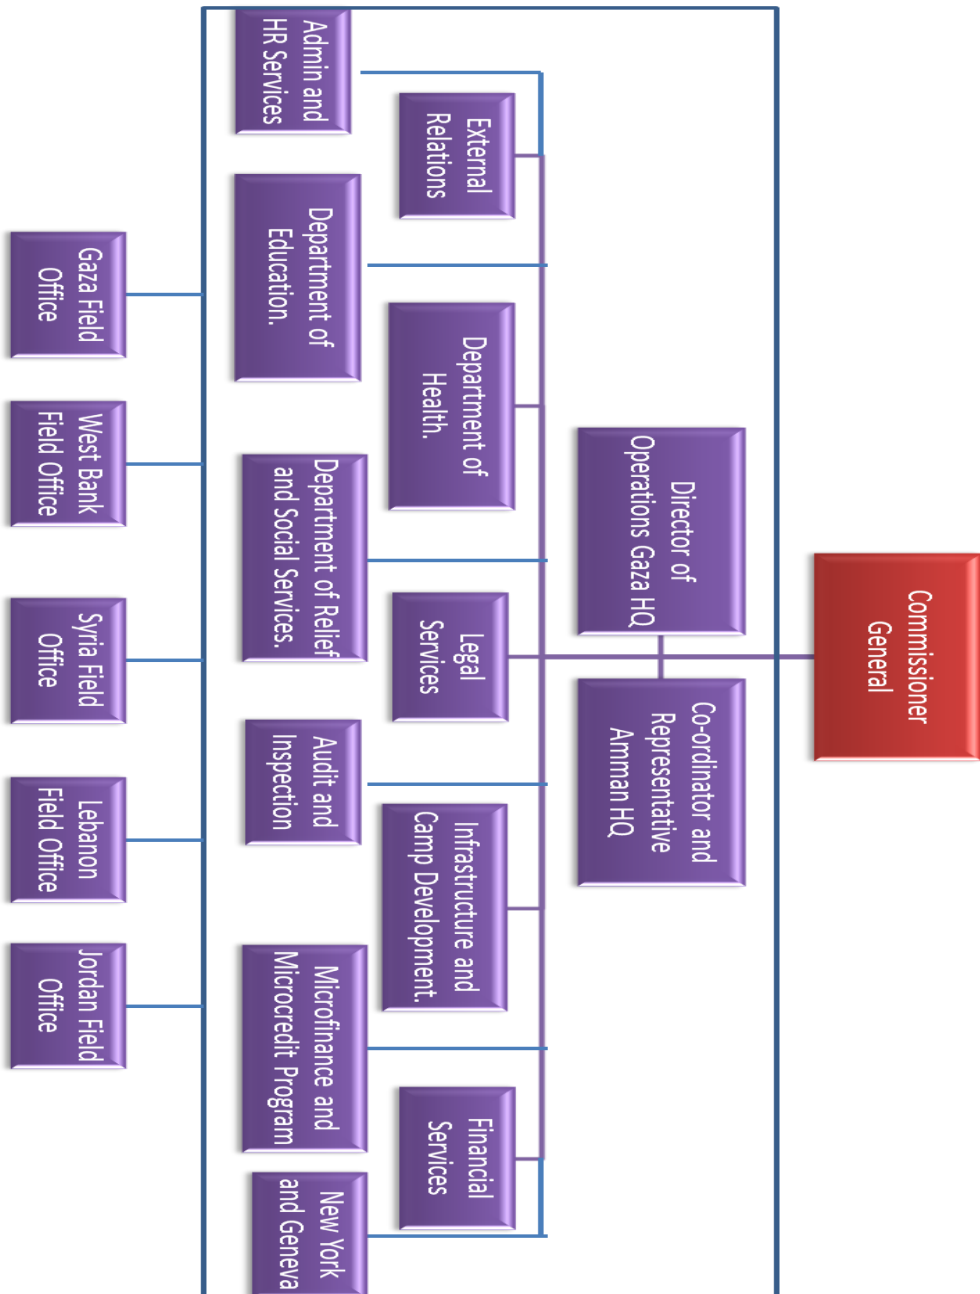 Commissioner
General
Director of
Operations Gaza HQ
Co-ordinator and
Representative
Amman HQ
External
Relations
Department of
Health.
Legal
Services
Infrastructure and
Camp Development.
Financial
Services
Admin and
HR Services
Department of
Education.
Department of Relief
and Social Services.
Audit and
Inspection
Microfinance and
Microcredit Program
New York
and Geneva
Gaza Field
Office
West Bank
Field Office
Syria Field
Office
Lebanon
Field Office
Jordan Field
Office